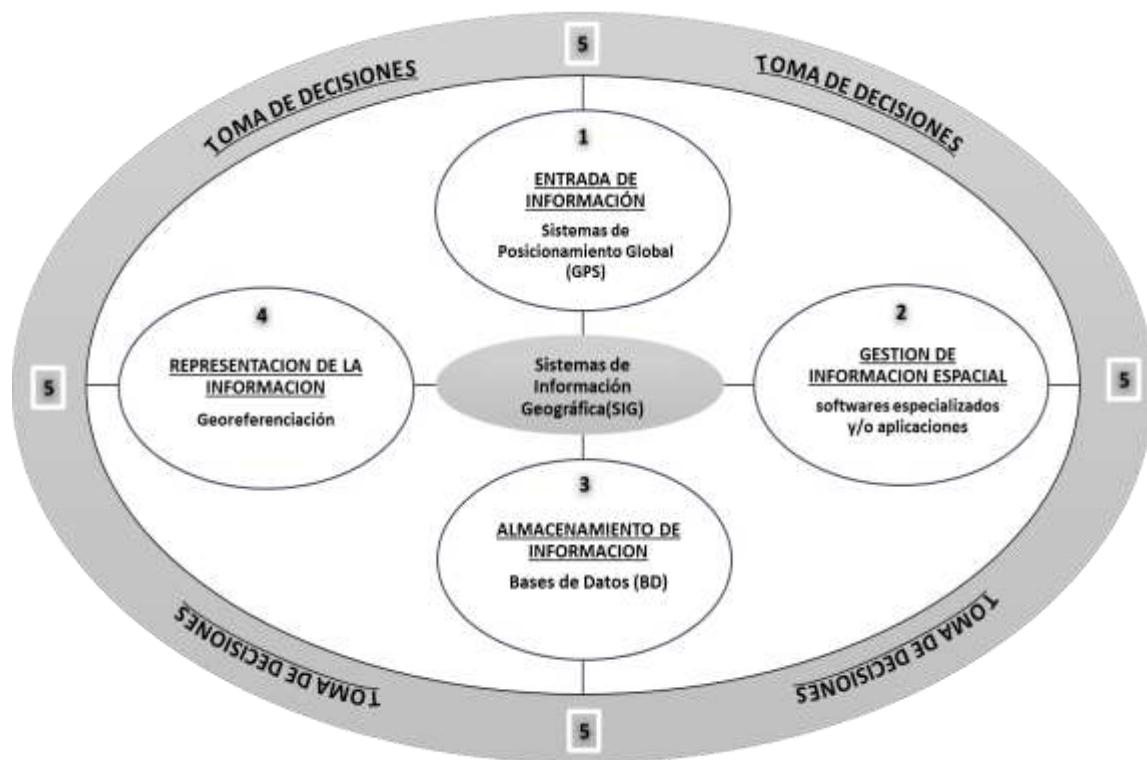 5
TOMA DE DECISIONES
TOMA DE DECISIONES
1
ENTRADA DE
INFORMACIÓN
Sistemas de
Posicionamiento Global
(GPS)
4
REPRESENTACION DE LA
INFORMACION
Georeferenciación
Sistemas de
Información
Geográfica(SIG)
2
GESTION DE
INFORMACION ESPACIAL
softwares especializados
y/o aplicaciones
5
5
3
ALMACENAMIENTO DE
INFORMACION
Bases de Datos (BD)
TOMA DE DECISIONES
TOMA DE DECISIONES
5